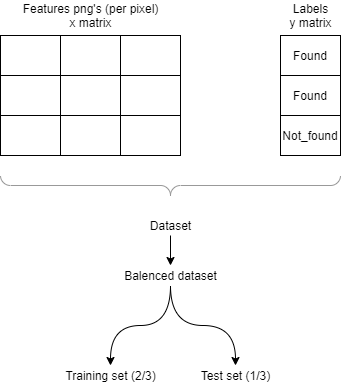 Features png's (per pixel)
x matrix
Labels
y matrix
Found
Found
Not_found
Dataset
Balenced dataset
Training set (2/3)
Test set (1/3)